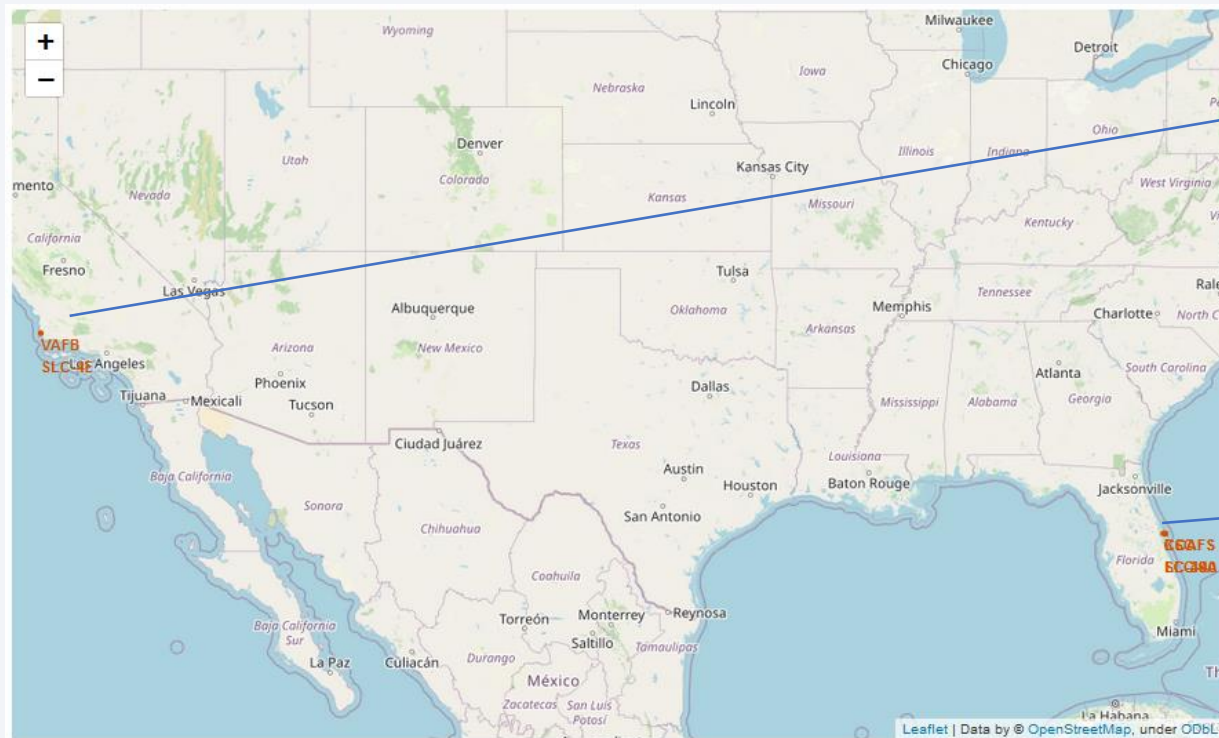 +
−
Wyoming
Milwaukee
Detroit
Chicago
Iowa
Nebraska
Lincoln
Ohio
Denver
Utah
Illinois
Indiana
Kansas City
Colorado
mento
Nevada
Kansas
Missouri
West Virginia
Kentucky
California
Fresno
Las Vegas
Tulsa
Albuquerque
Oklahoma
Memphis
Tennessee
Charlotte
North C
Arkansas
VAFB
SLC-4E
Angeles
Arizona
New Mexico
South Carolina
Atlanta
Phoenix
Dallas
Tijuana
Mexicali
Tucson
Mississippi
Alabama
Georgia
Ciudad Juárez
Texas
Louisiana
Baja California
Austin
Houston
Baton Rouge
Jacksonville
Sonora
San Antonio
Chihuahua
Florida
Coahuila
Torreón
Monterrey
Reynosa
Baja California
Sur
Saltillo
Miami
Tamaulipas
La Paz
Culiacán
Durango
México
Zacatecas
San Luis
Potosí
La Habana
Leaflet | Data by © OpenStreetMap, under ODbL